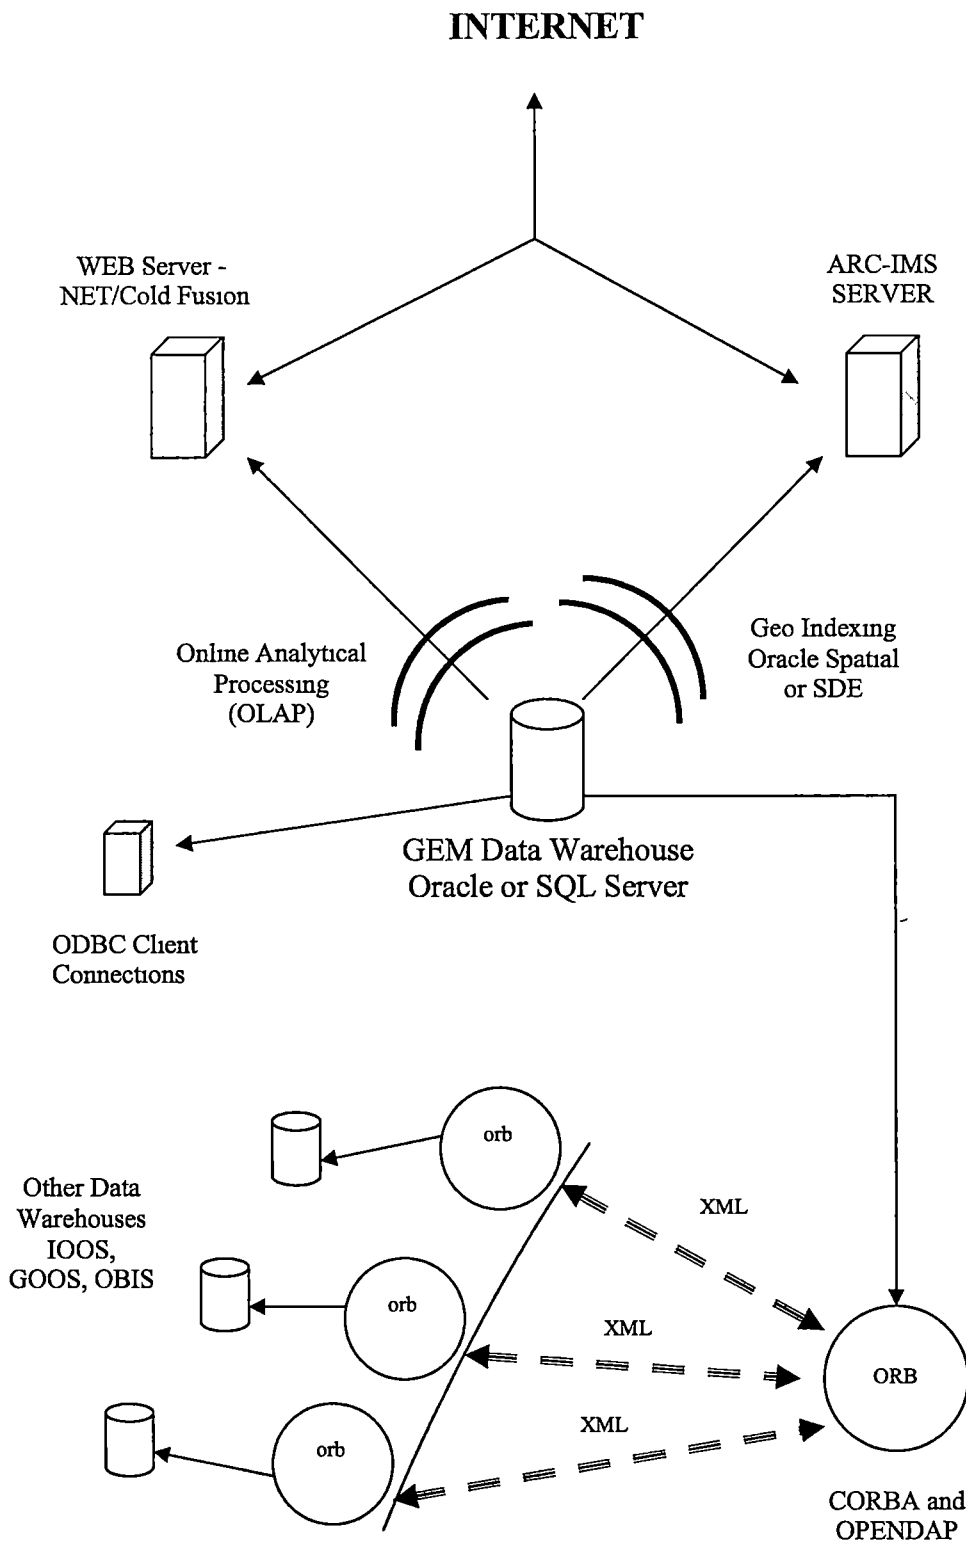 INTERNET
WEB Server -
NET/Cold Fusion
ARC-IMS
SERVER
Online Analytical
Processing
(OLAP)
Geo Indexing
Oracle Spatial
or SDE
GEM Data Warehouse
Oracle or SQL Server
ODBC Client
Connections
Other Data
Warehouses
IOOS,
GOOS, OBIS
orb
orb
orb
XML
XML
XML
ORB
CORBA and
OPENDAP